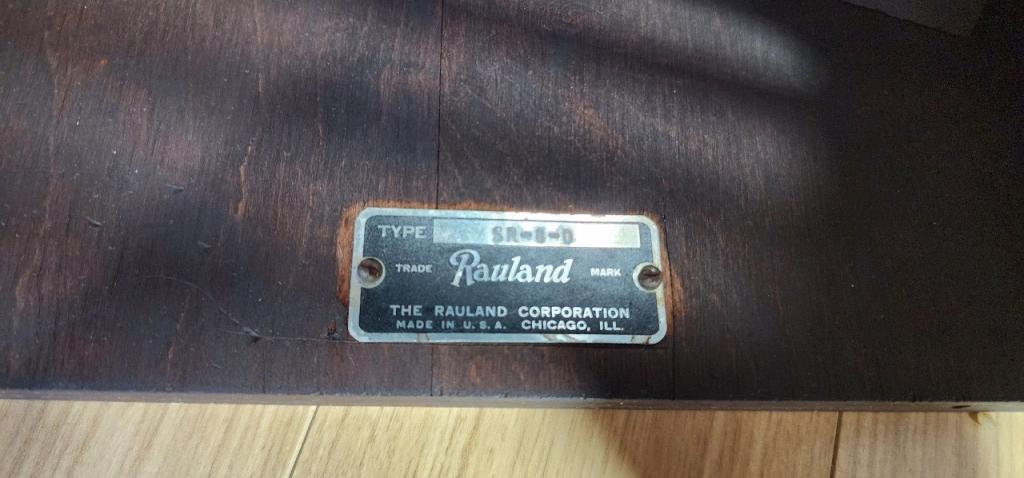 TYPE SR-8-D
TRADE Rauland MARK
THE RAULAND CORPORATION
MADE IN U.S.A. CHICAGO, ILL.